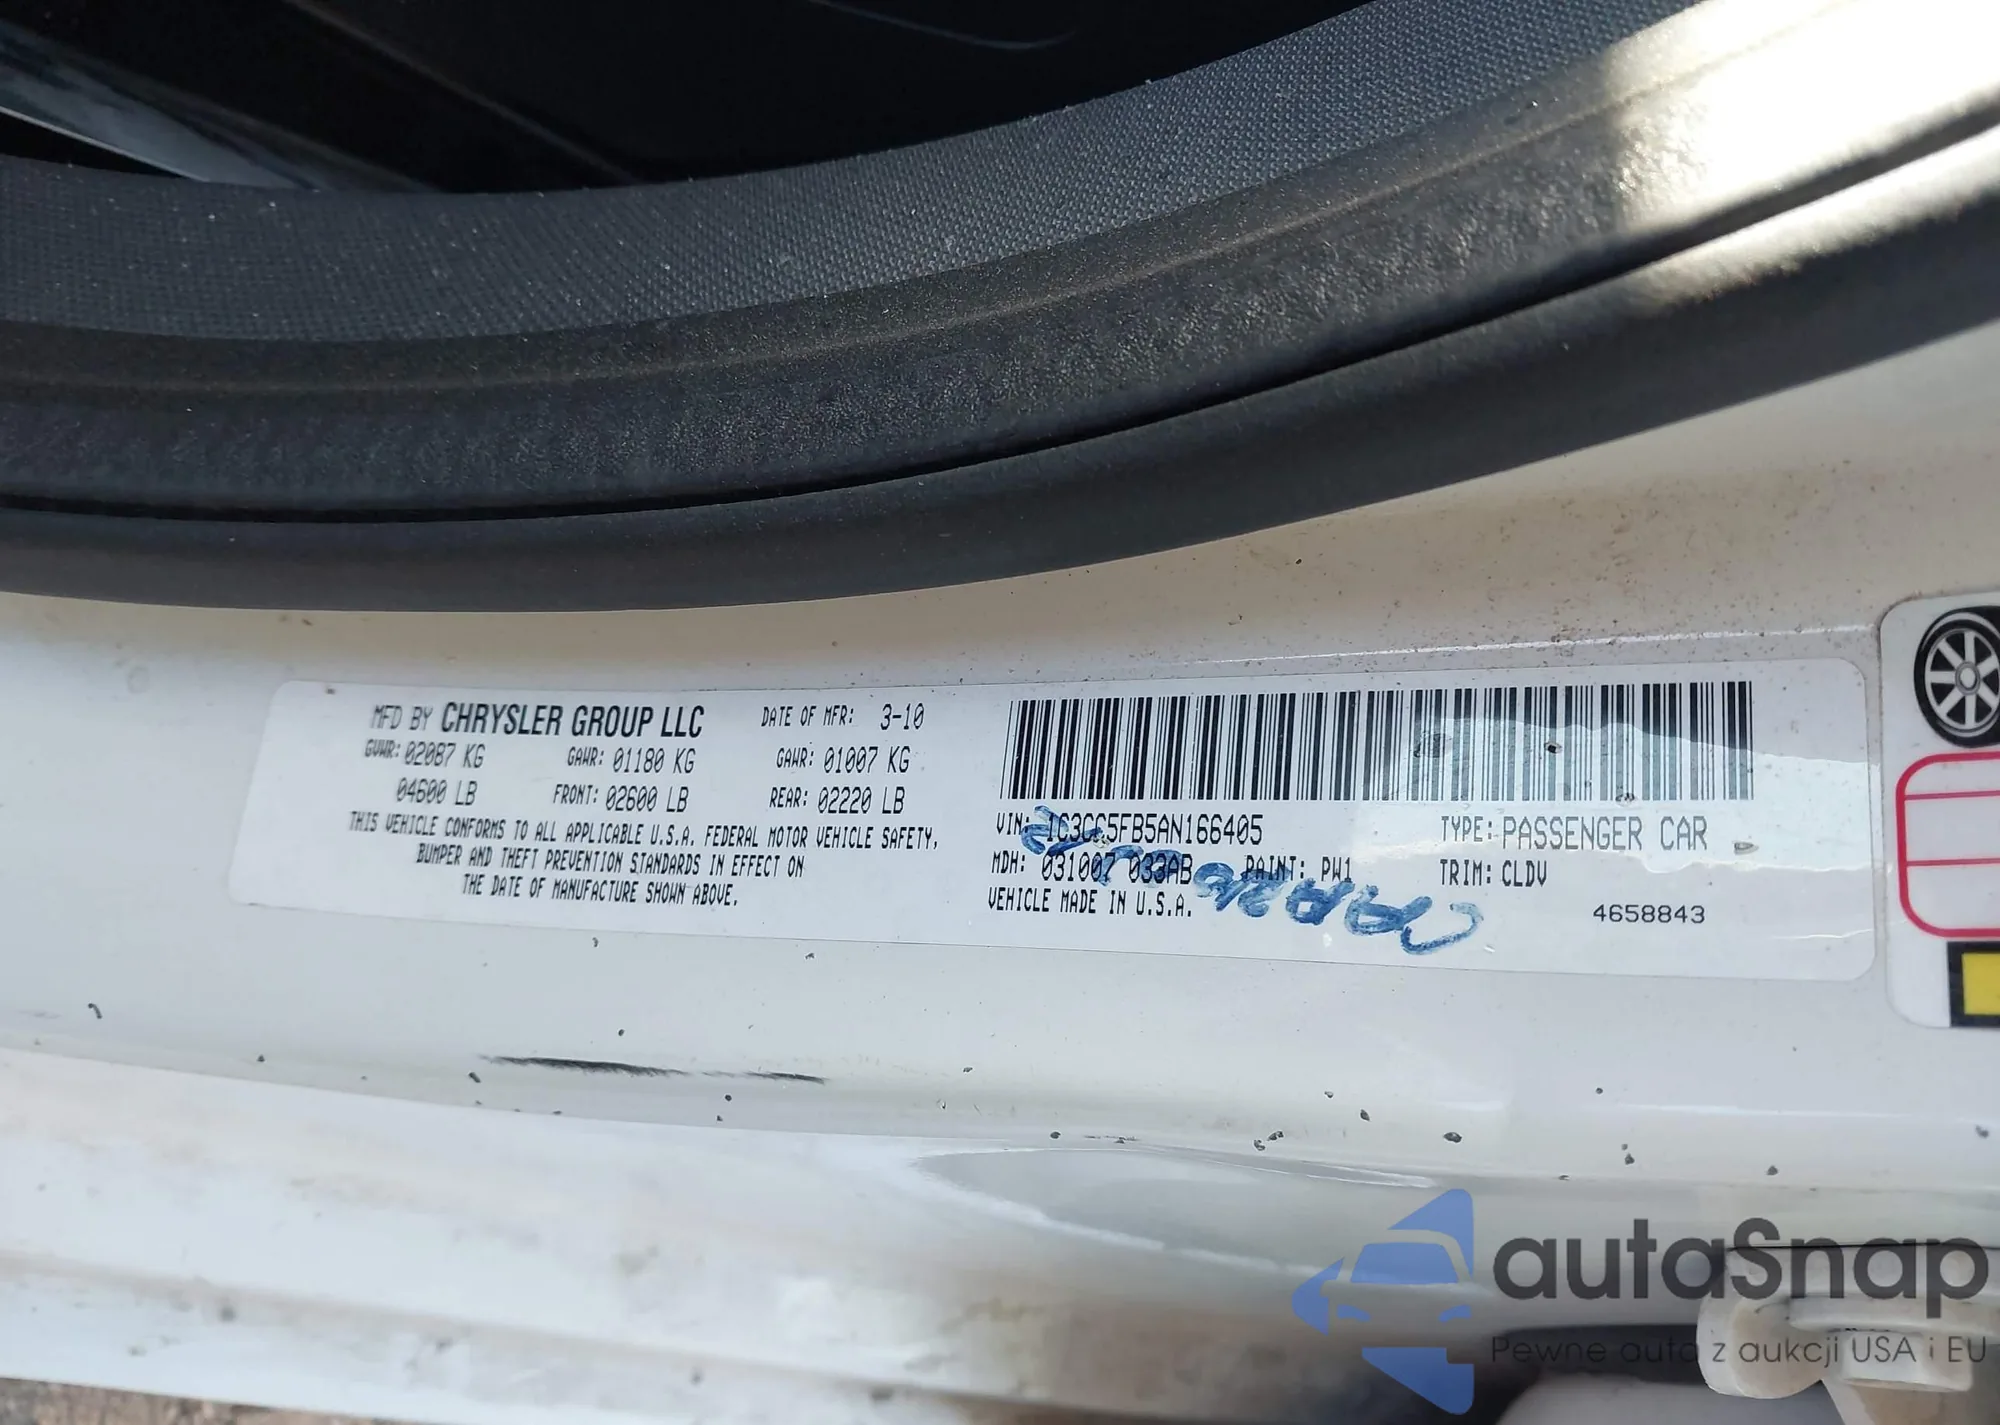 MFD BY CHRYSLER GROUP LLC DATE OF MFR: 3-10
GVWR: 02087 KG GAWR: 01180 KG GAWR: 01007 KG
04600 LB FRONT: 02600 LB REAR: 02220 LB
THIS VEHICLE CONFORMS TO ALL APPLICABLE U.S.A. FEDERAL MOTOR VEHICLE SAFETY,
BUMPER AND THEFT PREVENTION STANDARDS IN EFFECT ON
THE DATE OF MANUFACTURE SHOWN ABOVE.
VIN: 1C3CC5FB5AN166405 TYPE: PASSENGER CAR
MDH: 031007 033AB PAINT: PW1 TRIM: CLDV
VEHICLE MADE IN U.S.A.
4658843
autaSnap
Pewne auta z aukcji USA i EU